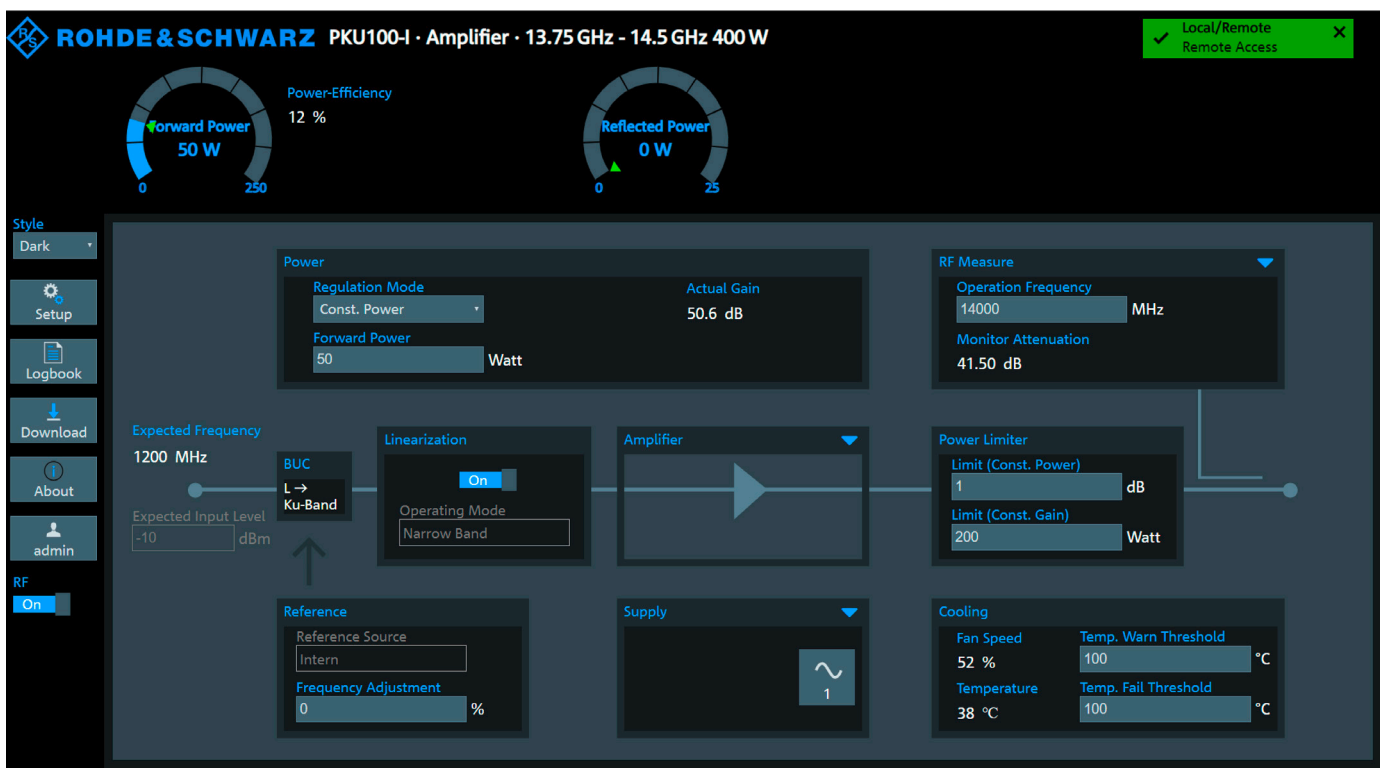 ROHDE&SCHWARZ PKU100-I · Amplifier · 13.75 GHz - 14.5 GHz 400 W
Local/Remote
Remote Access
Power-Efficiency
12 %
Forward Power
50 W
0 250
Reflected Power
0 W
0 25
Style
Dark
Setup
Logbook
Download
About
admin
RF
On
Power
Regulation Mode
Const. Power
Actual Gain
50.6 dB
Forward Power
50 Watt
RF Measure
Operation Frequency
14000 MHz
Monitor Attenuation
41.50 dB
Expected Frequency
1200 MHz
Expected Input Level
-10 dBm
BUC
L →
Ku-Band
Linearization
On
Operating Mode
Narrow Band
Amplifier
Power Limiter
Limit (Const. Power)
1 dB
Limit (Const. Gain)
200 Watt
Reference
Reference Source
Intern
Frequency Adjustment
0 %
Supply
1
Cooling
Fan Speed
52 %
Temp. Warn Threshold
100 °C
Temperature
38 °C
Temp. Fail Threshold
100 °C